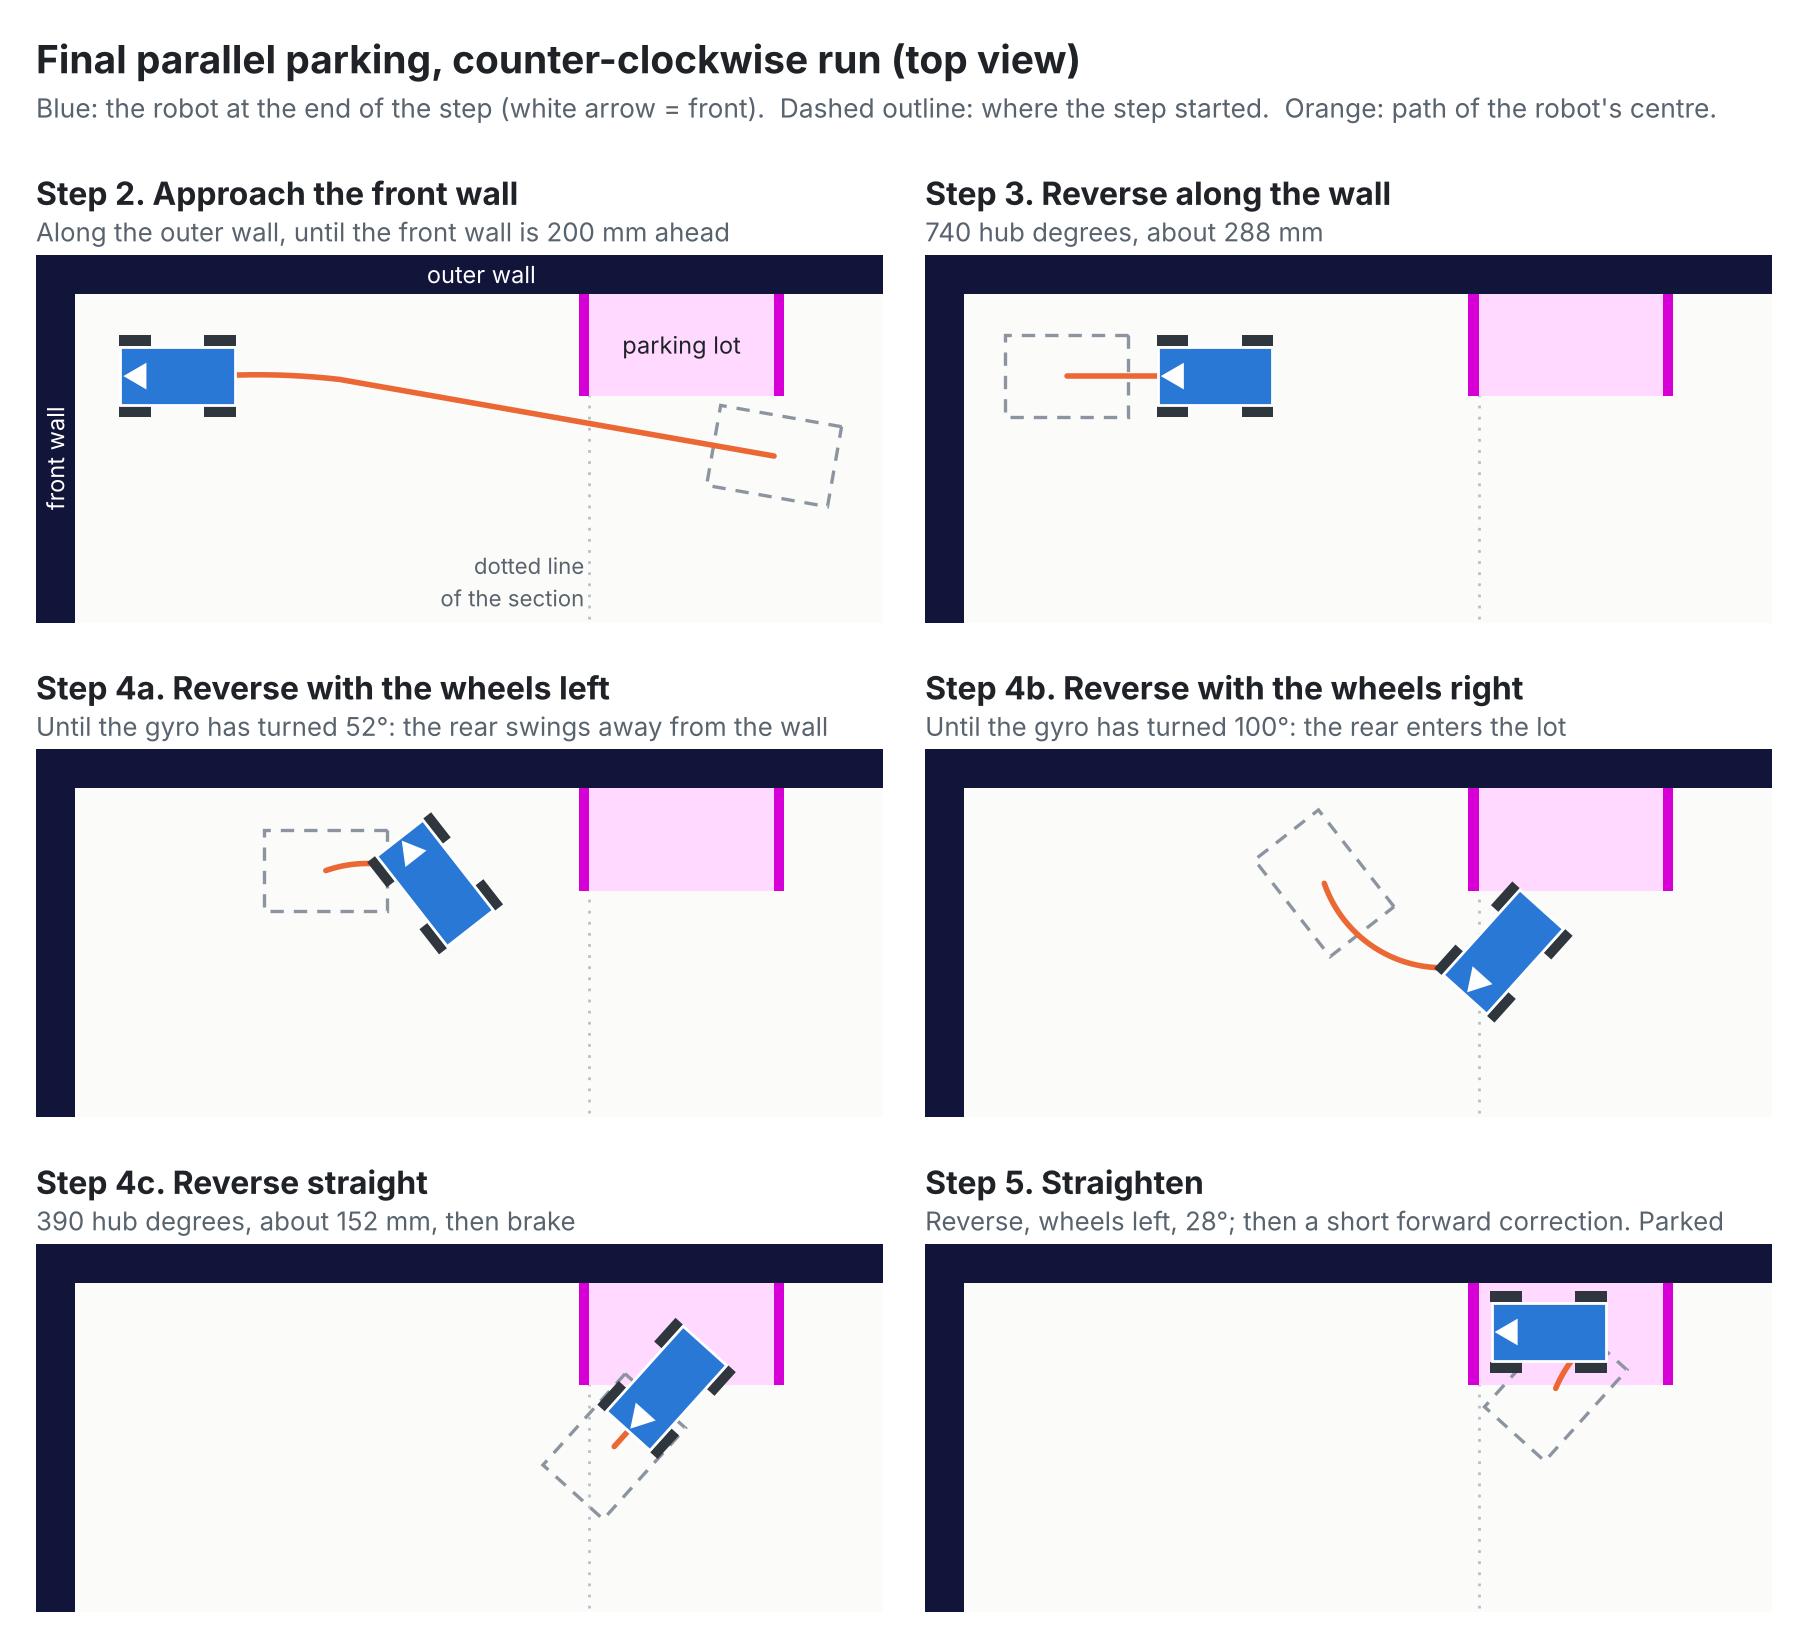 Final parallel parking, counter-clockwise run (top view)
Blue: the robot at the end of the step (white arrow = front).  Dashed outline: where the step started.  Orange: path of the robot's centre.
Step 2. Approach the front wall
Along the outer wall, until the front wall is 200 mm ahead
outer wall
parking lot
front wall
dotted line
of the section
Step 3. Reverse along the wall
740 hub degrees, about 288 mm
Step 4a. Reverse with the wheels left
Until the gyro has turned 52°: the rear swings away from the wall
Step 4b. Reverse with the wheels right
Until the gyro has turned 100°: the rear enters the lot
Step 4c. Reverse straight
390 hub degrees, about 152 mm, then brake
Step 5. Straighten
Reverse, wheels left, 28°; then a short forward correction. Parked